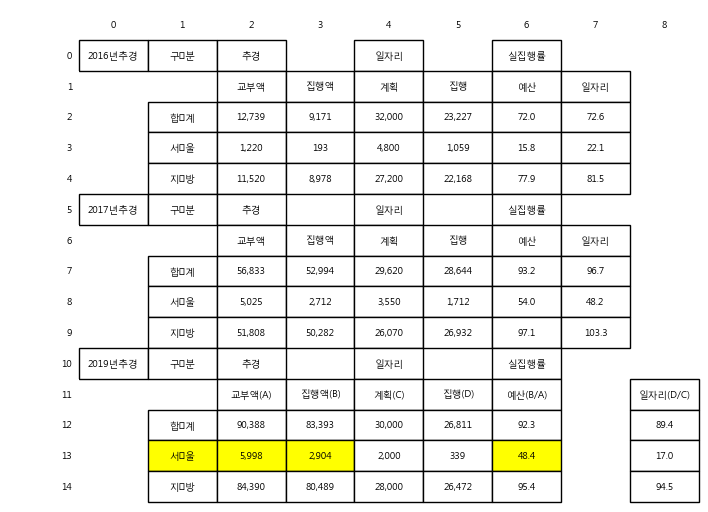 0 1 2 3 4 5 6 7 8
0 2016년추경 구□분 추경 일자리 실집행률
1 교부액 집행액 계획 집행 예산 일자리
2 합□계 12,739 9,171 32,000 23,227 72.0 72.6
3 서□울 1,220 193 4,800 1,059 15.8 22.1
4 지□방 11,520 8,978 27,200 22,168 77.9 81.5
5 2017년추경 구□분 추경 일자리 실집행률
6 교부액 집행액 계획 집행 예산 일자리
7 합□계 56,833 52,994 29,620 28,644 93.2 96.7
8 서□울 5,025 2,712 3,550 1,712 54.0 48.2
9 지□방 51,808 50,282 26,070 26,932 97.1 103.3
10 2019년추경 구□분 추경 일자리 실집행률
11 교부액(A) 집행액(B) 계획(C) 집행(D) 예산(B/A) 일자리(D/C)
12 합□계 90,388 83,393 30,000 26,811 92.3 89.4
13 서□울 5,998 2,904 2,000 339 48.4 17.0
14 지□방 84,390 80,489 28,000 26,472 95.4 94.5